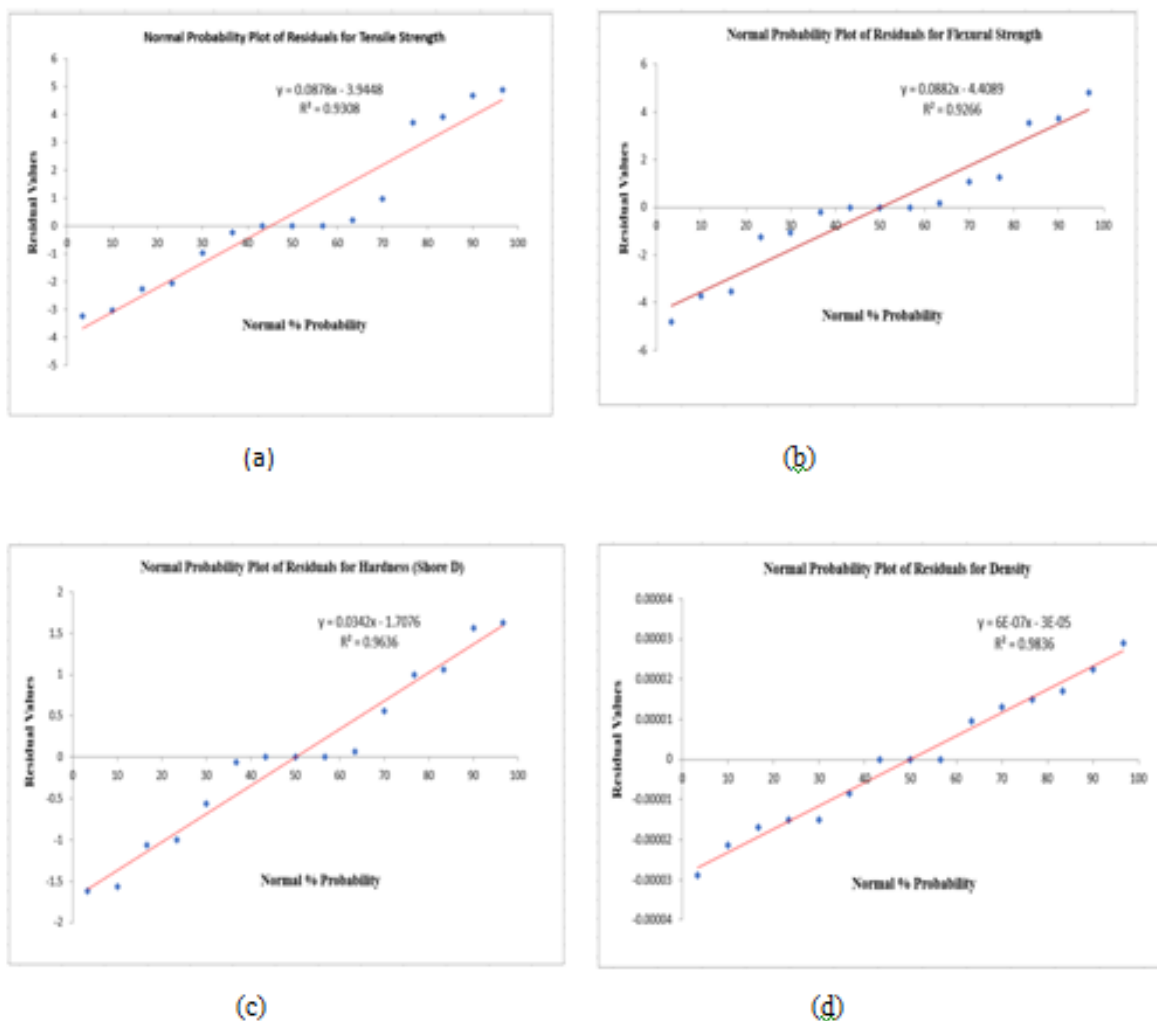 Normal Probability Plot of Residuals for Tensile Strength
y = 0.0878x - 3.9448
R² = 0.9308
6
5
4
3
2
1
0
-1
-2
-3
-4
-5
0 10 20 30 40 50 60 70 80 90 100
Residual Values
Normal % Probability
(a)
Normal Probability Plot of Residuals for Flexural Strength
y = 0.0882x - 4.4089
R² = 0.9266
6
4
2
0
-2
-4
-6
0 10 20 30 40 50 60 70 80 90 100
Residual Values
Normal % Probability
(b)
Normal Probability Plot of Residuals for Hardness (Shore D)
y = 0.0342x - 1.7076
R² = 0.9636
2
1.5
1
0.5
0
-0.5
-1
-1.5
-2
0 10 20 30 40 50 60 70 80 90 100
Residual Values
Normal % Probability
(c)
Normal Probability Plot of Residuals for Density
y = 6E-07x - 3E-05
R² = 0.9836
0.00004
0.00003
0.00002
0.00001
0
-0.00001
-0.00002
-0.00003
-0.00004
0 10 20 30 40 50 60 70 80 90 100
Residual Values
Normal % Probability
(d)